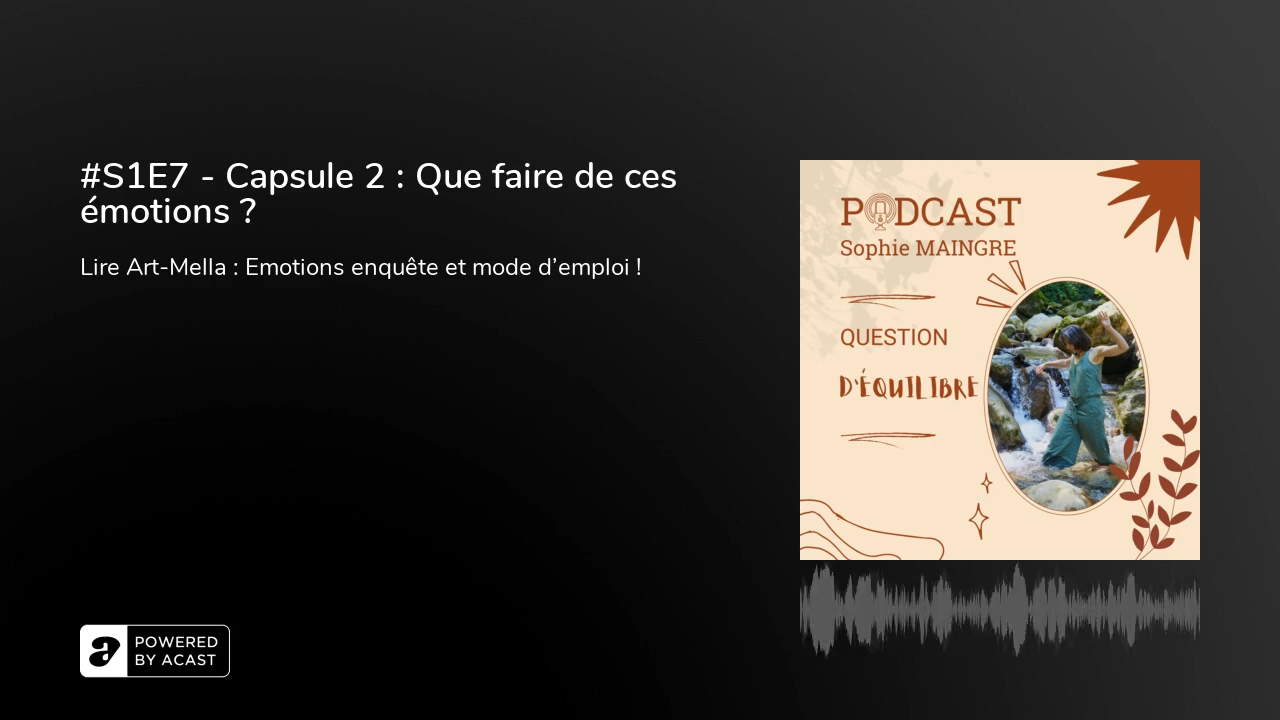 #S1E7 - Capsule 2 : Que faire de ces
émotions ?
Lire Art-Mella : Emotions enquête et mode d’emploi !
PODCAST
Sophie MAINGRE
QUESTION
D'ÉQUILIBRE
POWERED
BY ACAST